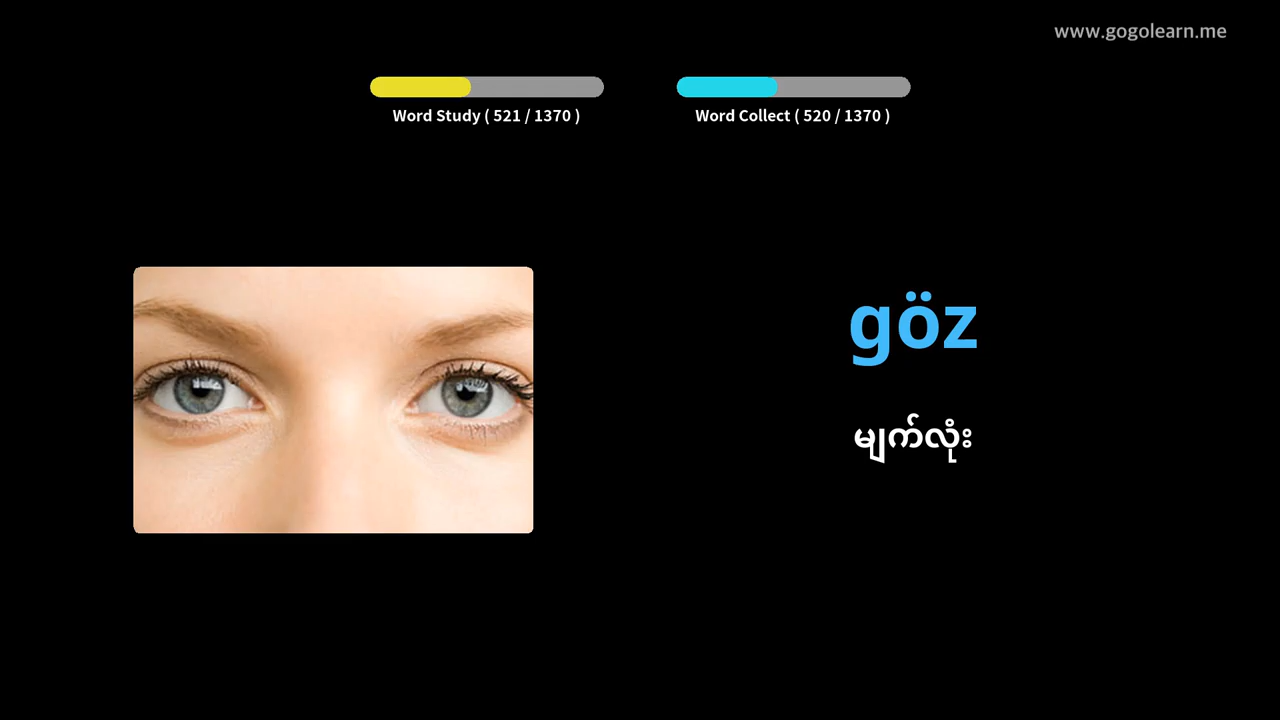 www.gogolearn.me
Word Study ( 521 / 1370 )
Word Collect ( 520 / 1370 )
göz
မျက်လုံး